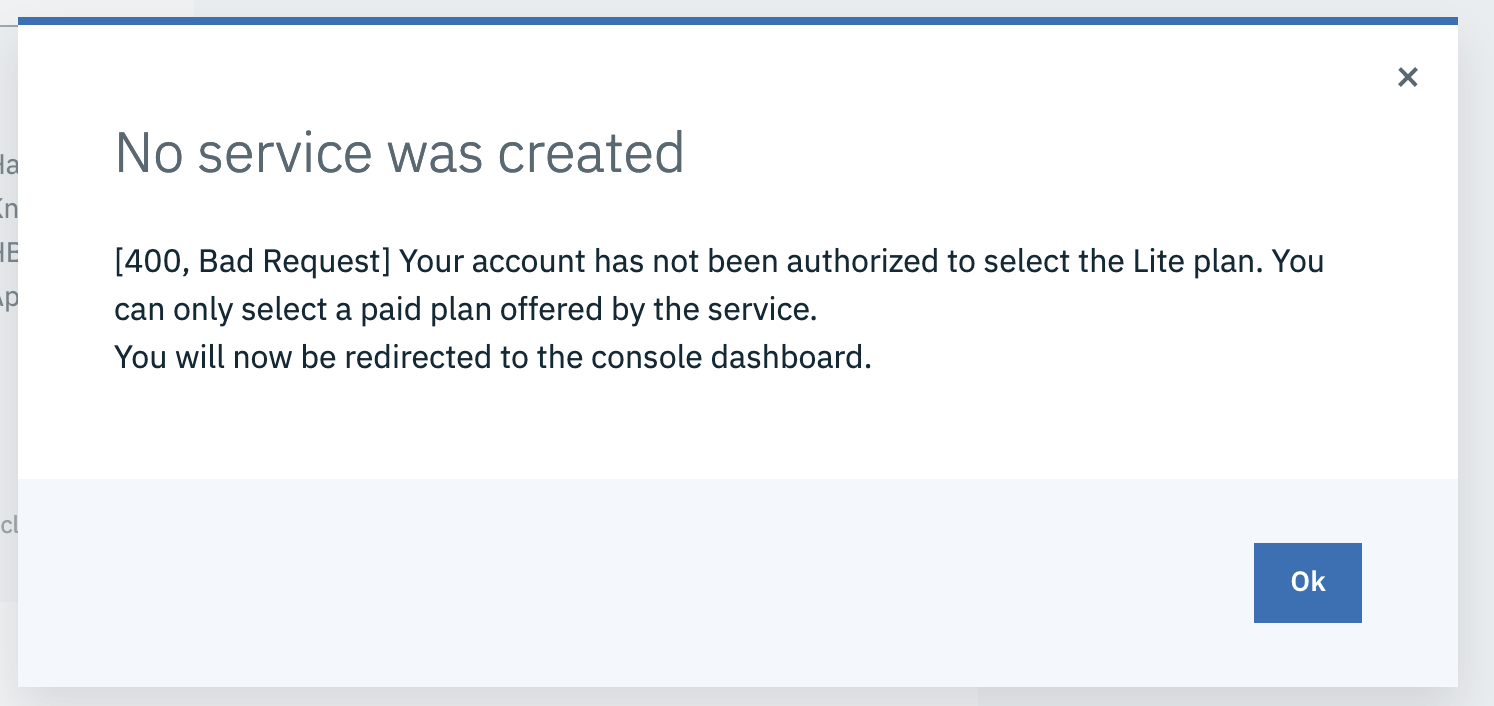 No service was created
[400, Bad Request] Your account has not been authorized to select the Lite plan. You
can only select a paid plan offered by the service.
You will now be redirected to the console dashboard.
Ok